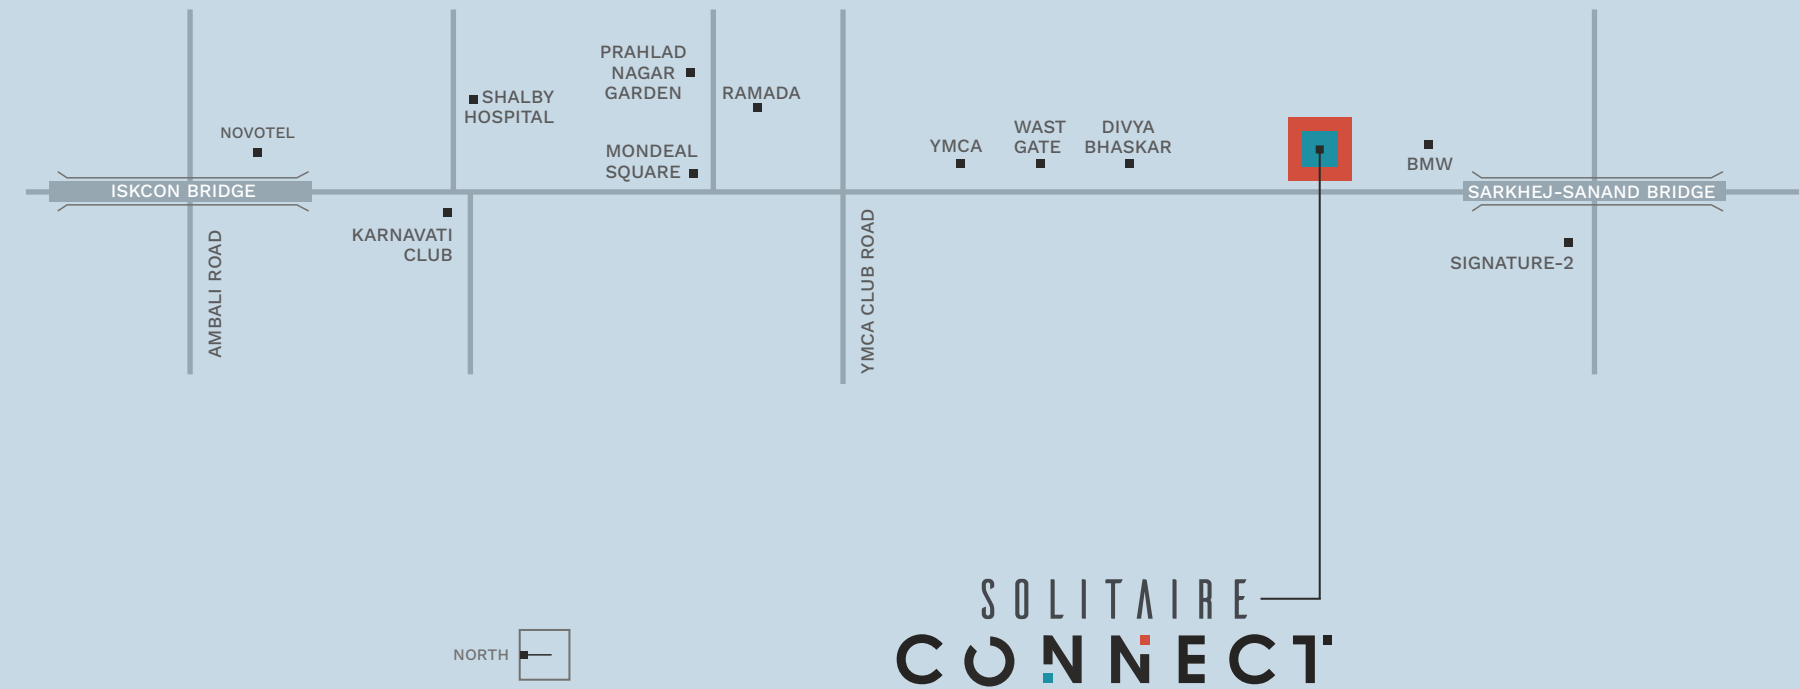 PRAHLAD
NAGAR
GARDEN
RAMADA
SHALBY
HOSPITAL
NOVOTEL
MONDEAL
SQUARE
YMCA
WAST
GATE
DIVYA
BHASKAR
BMW
ISKCON BRIDGE
SARKHEJ-SANAND BRIDGE
KARNAVATI
CLUB
AMBALI ROAD
YMCA CLUB ROAD
SIGNATURE-2
SOLITAIRE
CONNECT
NORTH